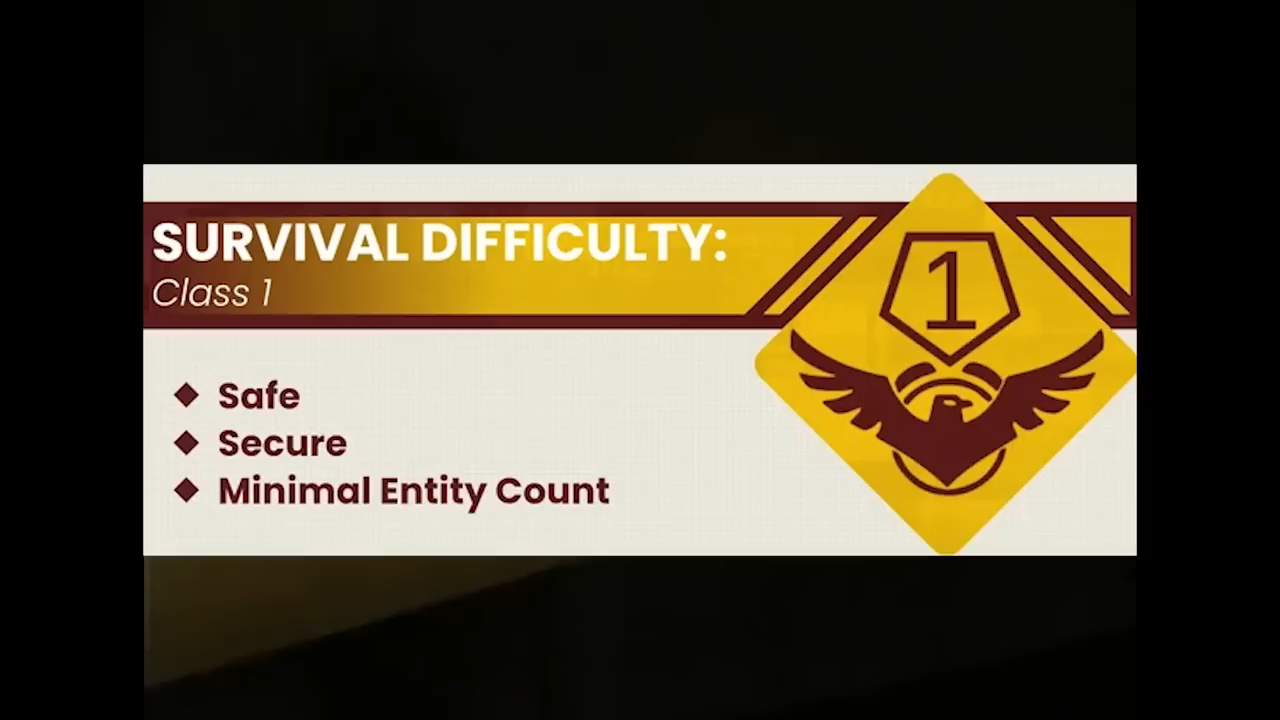 SURVIVAL DIFFICULTY:
Class 1
1
Safe
Secure
Minimal Entity Count